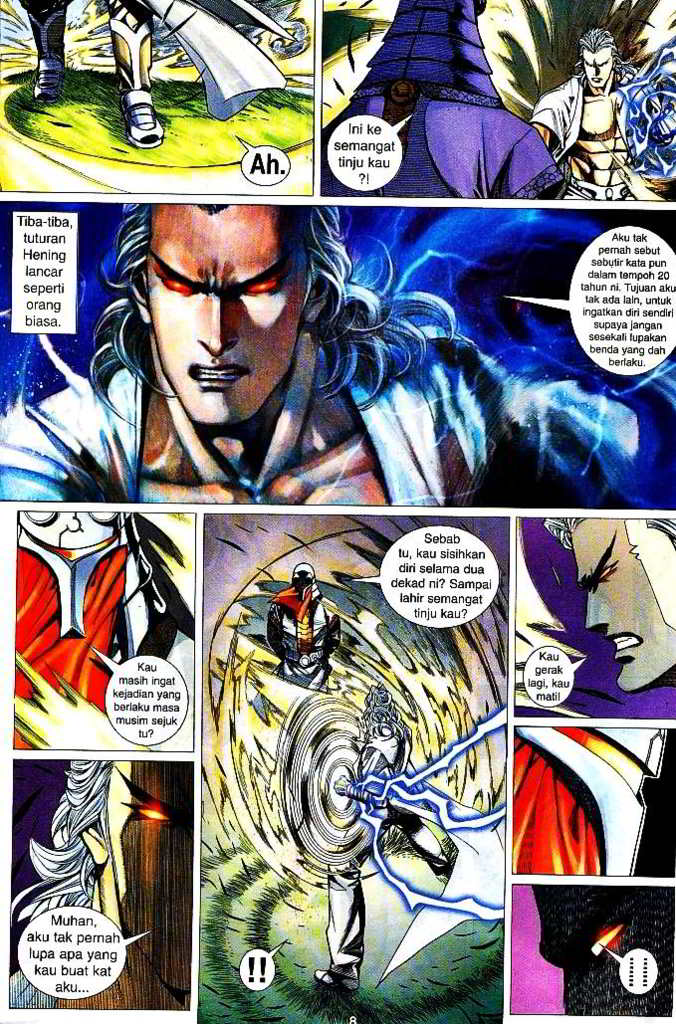 Ah.
Ini ke
semangat
tinju kau
?!
Tiba-tiba,
tuturan
Hening
lancar
seperti
orang
biasa.
Aku tak
pernah sebut
sebutir kata pun
dalam tempoh 20
tahun ni. Tujuan aku
tak ada lain, untuk
ingatkan diri sendiri
supaya jangan
sesekali lupakan
benda yang dah
berlaku.
Kau
masih ingat
kejadian yang
berlaku masa
musim sejuk
tu?
Muhan,
aku tak pernah
lupa apa yang
kau buat kat
aku...
Sebab
tu, kau sisihkan
diri selama dua
dekad ni? Sampai
lahir semangat
tinju kau?
!!
Kau
gerak
lagi, kau
mati!
!!
8